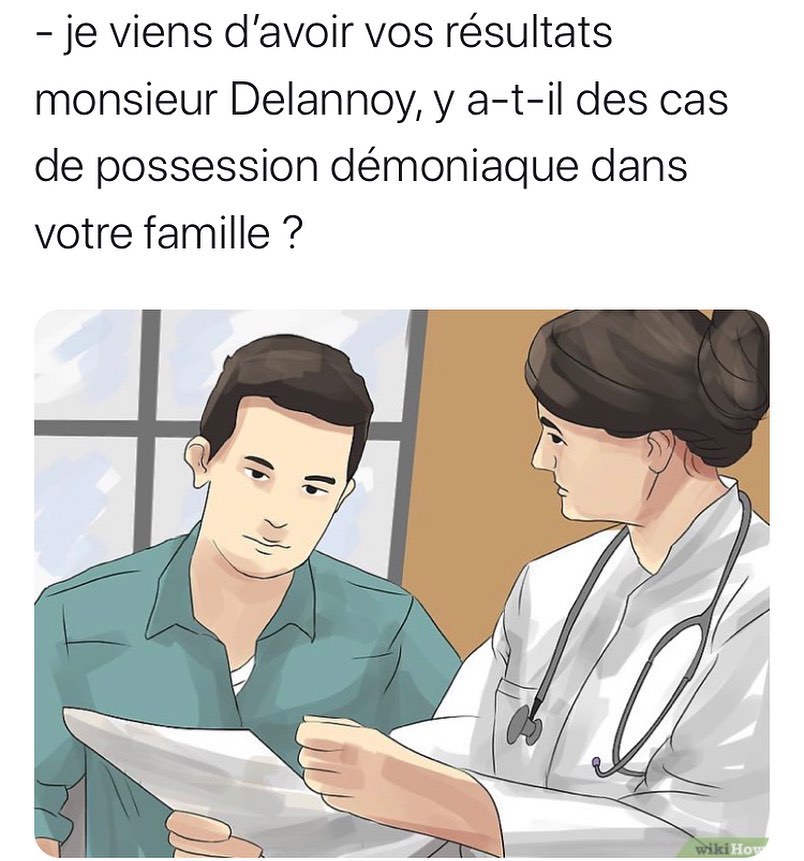 - je viens d’avoir vos résultats
monsieur Delannoy, y a-t-il des cas
de possession démoniaque dans
votre famille ?
wikiHow